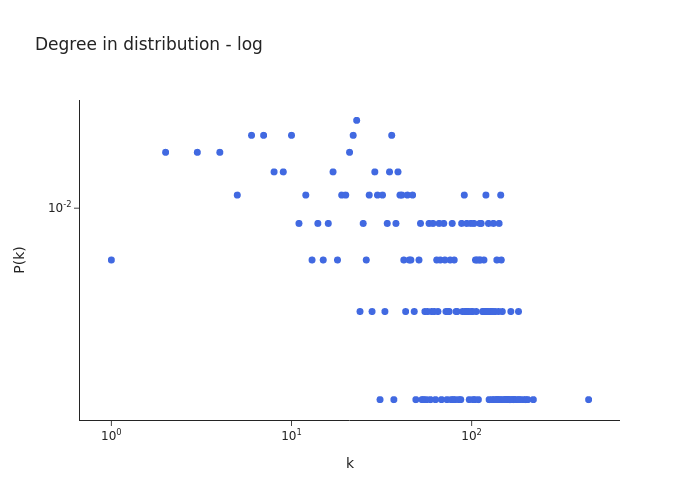 Degree in distribution - log
P(k)
10⁻²
10⁰ 10¹ 10²
k